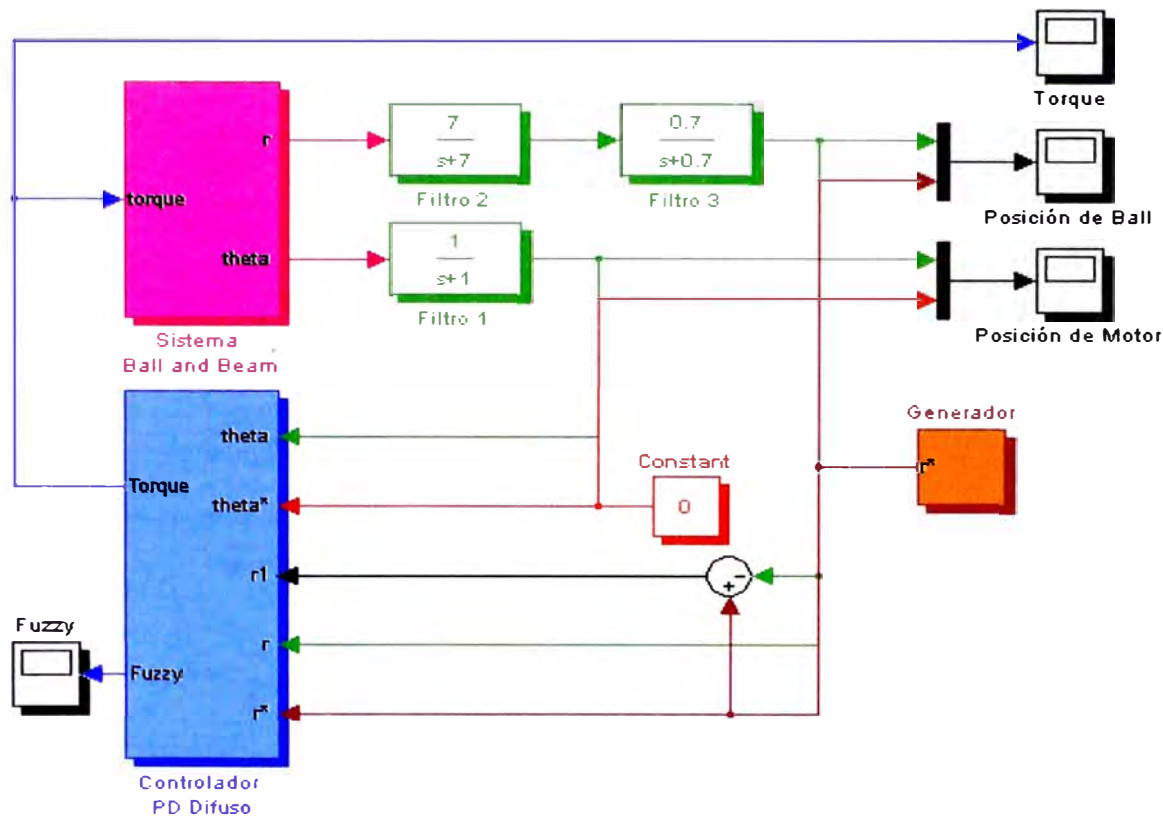 Torque
r
torque
theta
Sistema
Ball and Beam
7
s+7
Filtro 2
0.7
s+0.7
Filtro 3
1
s+1
Filtro 1
Posición de Ball
Posición de Motor
Generador
r*
Constant
0
theta
Torque
theta*
r1
r
Fuzzy
r*
Controlador
PD Difuso
Fuzzy
−
+